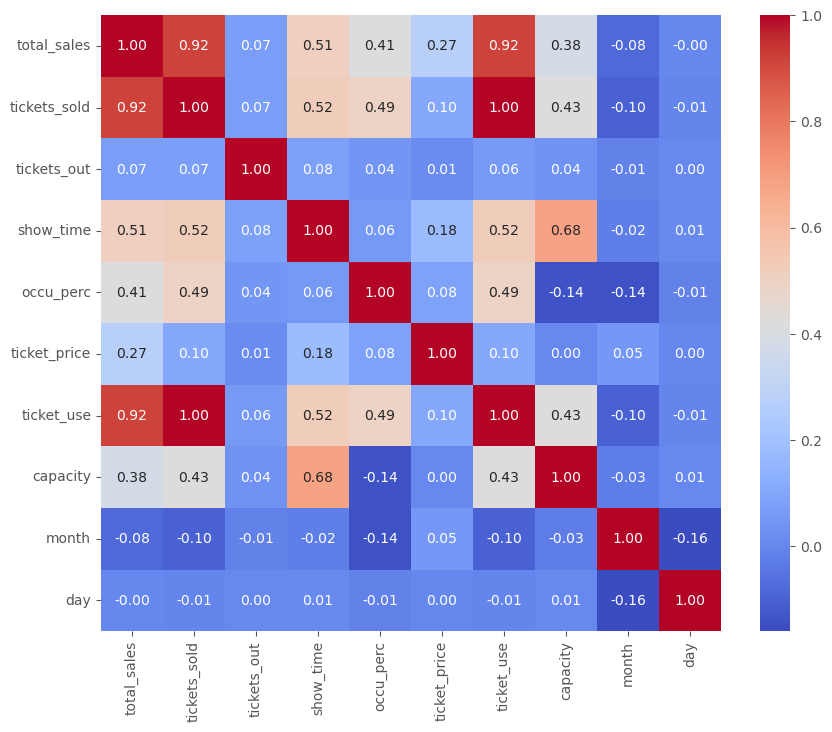 total_sales 1.00 0.92 0.07 0.51 0.41 0.27 0.92 0.38 -0.08 -0.00
tickets_sold 0.92 1.00 0.07 0.52 0.49 0.10 1.00 0.43 -0.10 -0.01
tickets_out 0.07 0.07 1.00 0.08 0.04 0.01 0.06 0.04 -0.01 0.00
show_time 0.51 0.52 0.08 1.00 0.06 0.18 0.52 0.68 -0.02 0.01
occu_perc 0.41 0.49 0.04 0.06 1.00 0.08 0.49 -0.14 -0.14 -0.01
ticket_price 0.27 0.10 0.01 0.18 0.08 1.00 0.10 0.00 0.05 0.00
ticket_use 0.92 1.00 0.06 0.52 0.49 0.10 1.00 0.43 -0.10 -0.01
capacity 0.38 0.43 0.04 0.68 -0.14 0.00 0.43 1.00 -0.03 0.01
month -0.08 -0.10 -0.01 -0.02 -0.14 0.05 -0.10 -0.03 1.00 -0.16
day -0.00 -0.01 0.00 0.01 -0.01 0.00 -0.01 0.01 -0.16 1.00
total_sales
tickets_sold
tickets_out
show_time
occu_perc
ticket_price
ticket_use
capacity
month
day
1.0
0.8
0.6
0.4
0.2
0.0